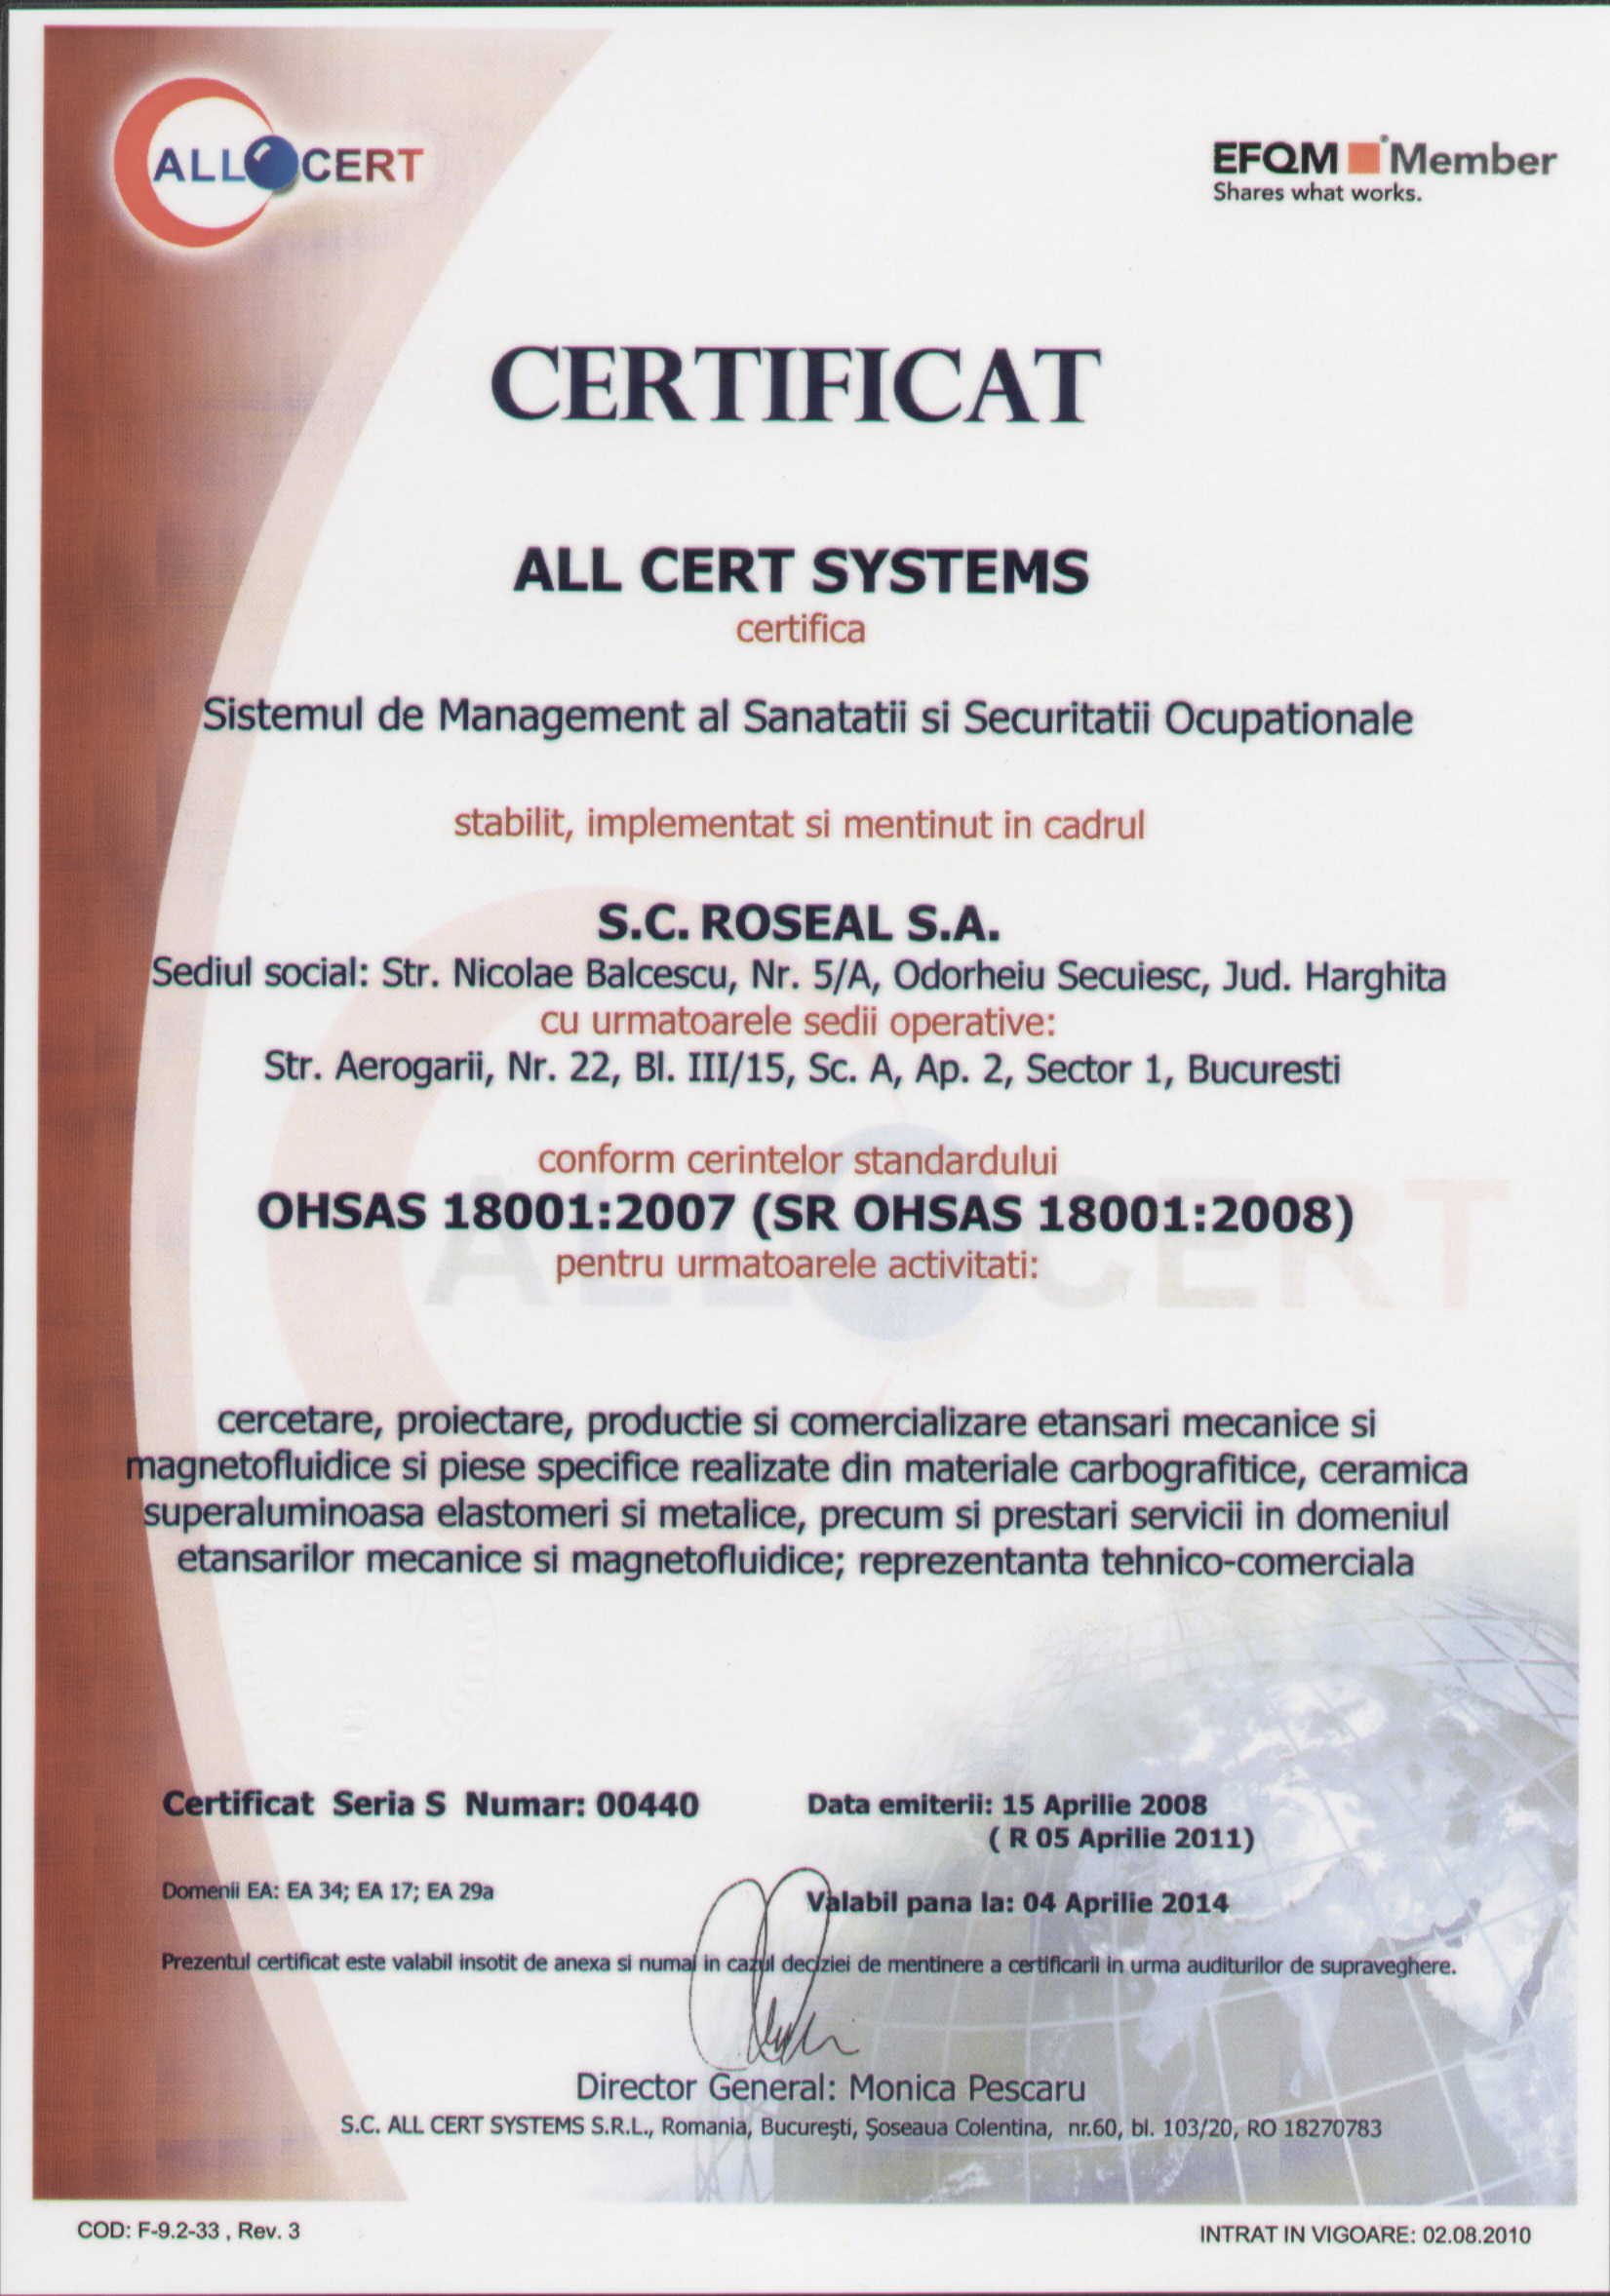 ALL CERT
EFQM Member
Shares what works.
CERTIFICAT
ALL CERT SYSTEMS
certifica
Sistemul de Management al Sanatatii si Securitatii Ocupationale
stabilit, implementat si mentinut in cadrul
S.C. ROSEAL S.A.
Sediul social: Str. Nicolae Balcescu, Nr. 5/A, Odorheiu Secuiesc, Jud. Harghita
cu urmatoarele sedii operative:
Str. Aerogarii, Nr. 22, Bl. III/15, Sc. A, Ap. 2, Sector 1, Bucuresti
conform cerintelor standardului
OHSAS 18001:2007 (SR OHSAS 18001:2008)
pentru urmatoarele activitati:
ALL CERT
cercetare, proiectare, productie si comercializare etansari mecanice si
magnetofluidice si piese specifice realizate din materiale carbografitice, ceramica
superaluminoasa elastomeri si metalice, precum si prestari servicii in domeniul
etansarilor mecanice si magnetofluidice; reprezentanta tehnico-comerciala
Certificat Seria S Numar: 00440
Data emiterii: 15 Aprilie 2008
( R 05 Aprilie 2011)
Domenii EA: EA 34; EA 17; EA 29a
Valabil pana la: 04 Aprilie 2014
Prezentul certificat este valabil insotit de anexa si numai in cazul deciziei de mentinere a certificarii in urma auditurilor de supraveghere.
Director General: Monica Pescaru
S.C. ALL CERT SYSTEMS S.R.L., Romania, Bucureşti, Şoseaua Colentina, nr.60, bl. 103/20, RO 18270783
COD: F-9.2-33 , Rev. 3
INTRAT IN VIGOARE: 02.08.2010